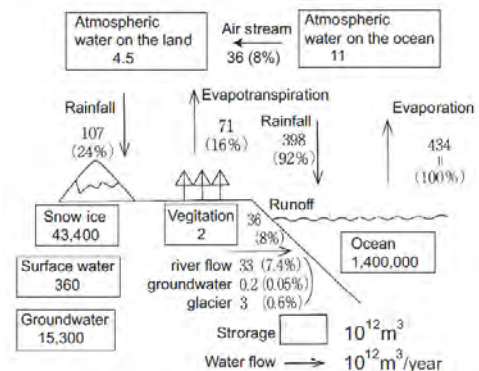 Atmospheric
water on the land
4.5
Air stream
36 (8%)
Atmospheric
water on the ocean
11
Rainfall
107
(24%)
Evapotranspiration
71
(16%)
Rainfall
398
(92%)
Evaporation
434
=
(100%)
Snow ice
43,400
Vegitation
2
Runoff
36
(8%)
Ocean
1,400,000
Surface water
360
river flow 33 (7.4%)
groundwater 0.2 (0.05%)
glacier 3 (0.6%)
Groundwater
15,300
Strorage 10¹²m³
Water flow → 10¹²m³/year